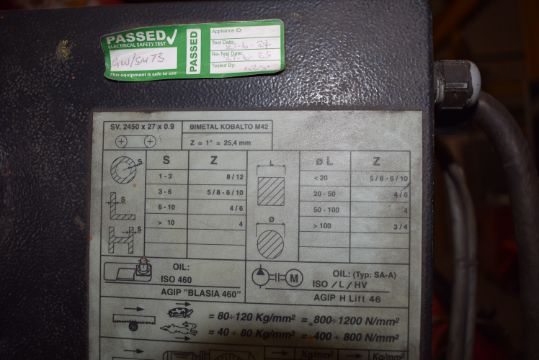 PASSED
ELECTRICAL SAFETY TEST
This equipment is safe to use
PASSED
Appliance ID:
Test Date:
Re-Test Date:
Tested By:
SV. 2450 x 27 x 0.9
BIMETAL KOBALTO M42
Z = 1" = 25,4 mm
S Z
1 - 3 8 / 12
3 - 6 5 / 8 - 6 / 10
6 - 10 4 / 6
> 10 4
S
S
S
L
Ø
ø L Z
< 20 5 / 8 - 6 / 10
20 - 50 4 / 6
50 - 100 4
> 100 3 / 4
OIL:
ISO 460
AGIP "BLASIA 460"
M
OIL: (Typ: SA-A)
ISO / L / HV
AGIP H Lift 46
= 80÷120 Kg/mm² = 800÷1200 N/mm²
= 40÷80 Kg/mm² = 400÷800 N/mm²